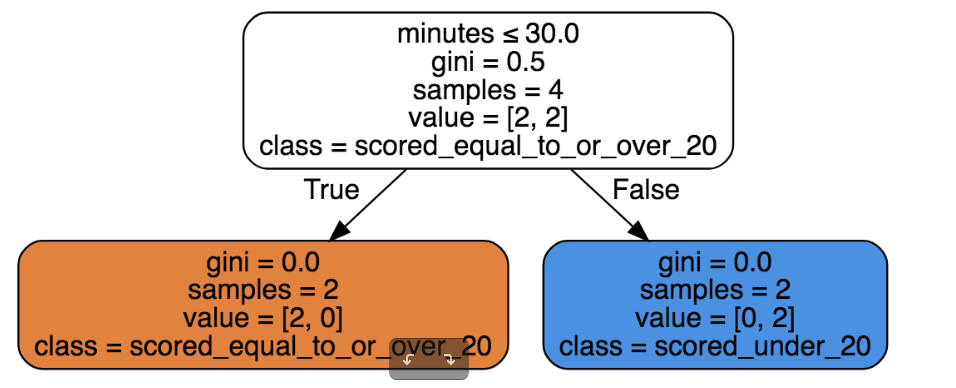 minutes ≤ 30.0
gini = 0.5
samples = 4
value = [2, 2]
class = scored_equal_to_or_over_20
True
False
gini = 0.0
samples = 2
value = [2, 0]
class = scored_equal_to_or_over_20
gini = 0.0
samples = 2
value = [0, 2]
class = scored_under_20